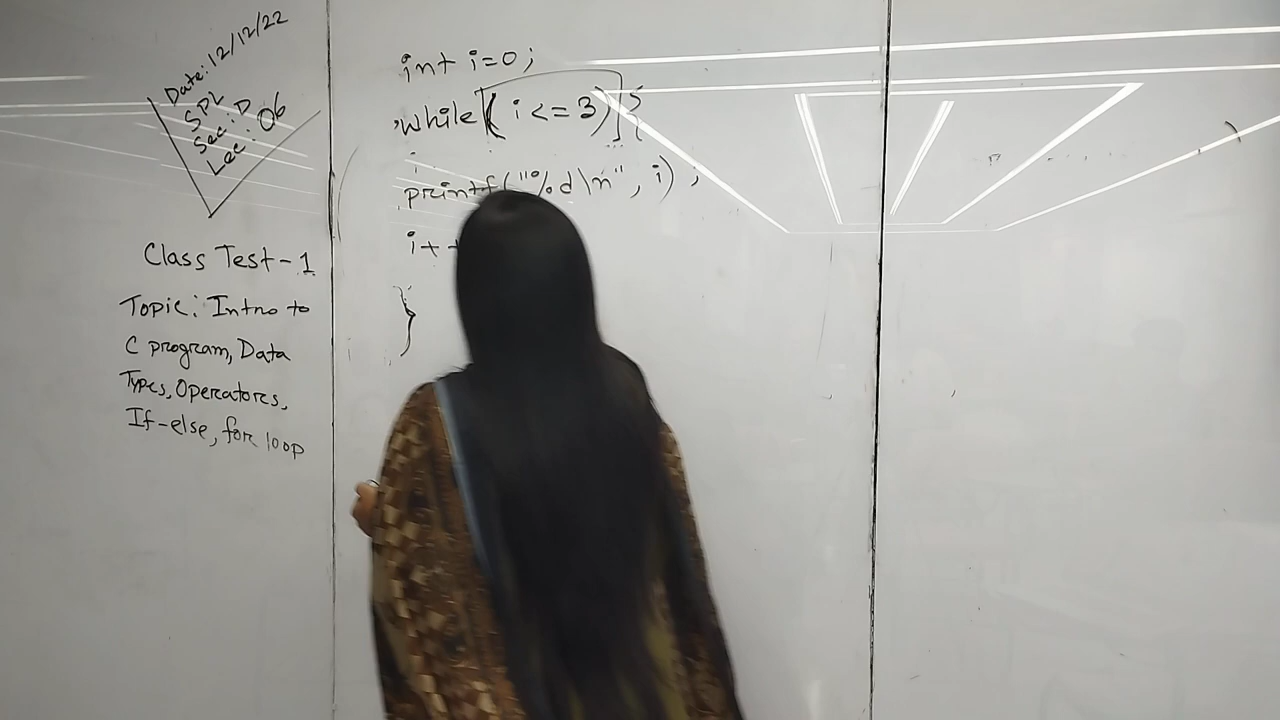 Date: 12/12/22
SPL
Sec: D
Lec: 06
Class Test-1
Topic: Intro to
C program, Data
Types, Operators,
If-else, for loop
int i=0;
while (i<=3) {
printf("%d\n", i);
i++
}